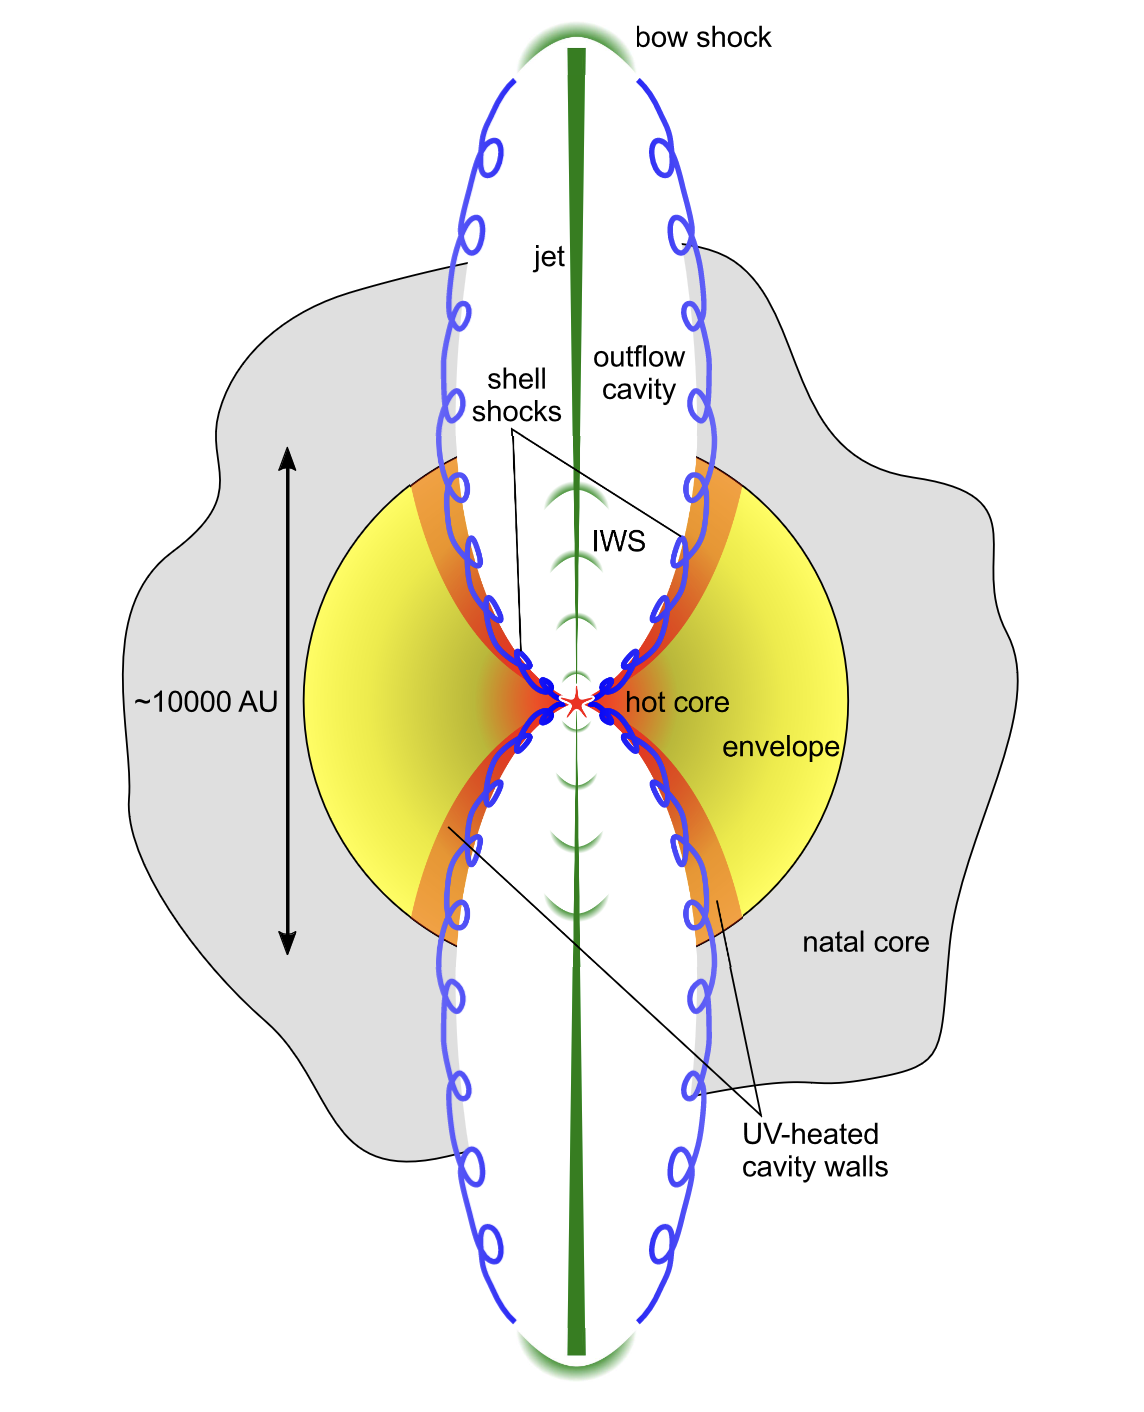 bow shock
jet
outflow
cavity
shell
shocks
IWS
~10000 AU
hot core
envelope
natal core
UV-heated
cavity walls